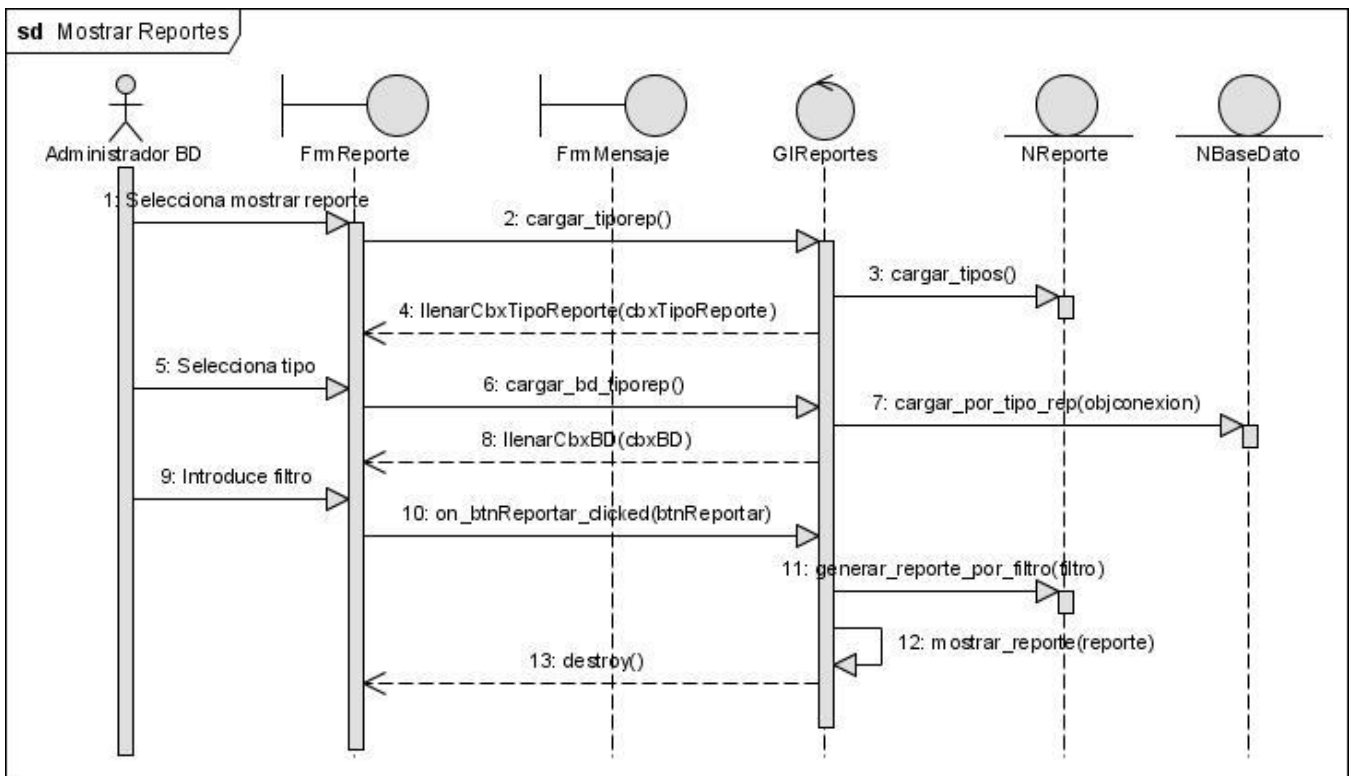 sd Mostrar Reportes
Administrador BD
FrmReporte
FrmMensaje
GIReportes
NReporte
NBaseDato
1: Selecciona mostrar reporte
2: cargar_tiporep()
3: cargar_tipos()
4: llenarCbxTipoReporte(cbxTipoReporte)
5: Selecciona tipo
6: cargar_bd_tiporep()
7: cargar_por_tipo_rep(objconexion)
8: llenarCbxBD(cbxBD)
9: Introduce filtro
10: on_btnReportar_clicked(btnReportar)
11: generar_reporte_por_filtro(filtro)
12: mostrar_reporte(reporte)
13: destroy()